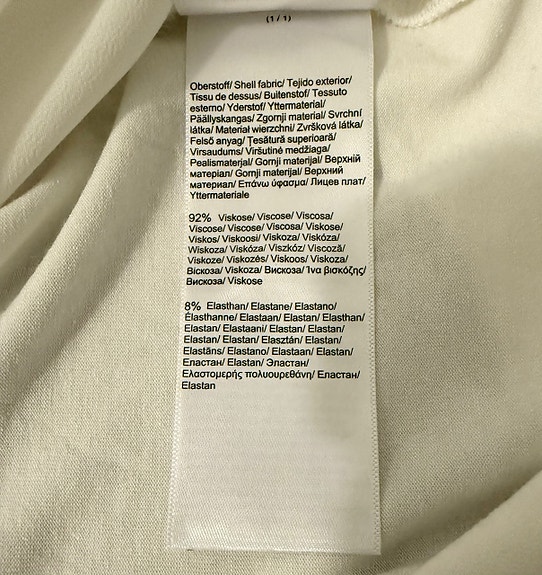 (1/1)
Oberstoff/ Shell fabric/ Tejido exterior/
Tissu de dessus/ Buitenstof/ Tessuto
esterno/ Yderstof/ Yttermaterial/
Päällyskangas/ Zgornji material/ Svrchní
látka/ Materiał wierzchni/ Zvršková látka/
Felső anyag/ Țesătură superioară/
Virsaudums/ Viršutinė medžiaga/
Pealismaterjal/ Gornji materijal/ Верхній
матеріал/ Gornji materijal/ Верхний
материал/ Επάνω ύφασμα/ Лицев плат/
Yttermateriale
92% Viskose/ Viscose/ Viscosa/
Viscose/ Viscose/ Viscosa/ Viskose/
Viskos/ Viskoosi/ Viskoza/ Viskóza/
Wiskoza/ Viskóza/ Viszkóz/ Viscoză/
Viskoze/ Viskozės/ Viskoos/ Viskoza/
Віскоза/ Viskoza/ Вискоза/ Ίνα βισκόζης/
Вискоза/ Viskose
8% Elasthan/ Elastane/ Elastano/
Élasthanne/ Elastaan/ Elastan/ Elasthan/
Elastan/ Elastaani/ Elastan/ Elastan/
Elastan/ Elastan/ Elasztán/ Elastan/
Elastāns/ Elastano/ Elastaan/ Elastan/
Еластан/ Elastan/ Эластан/
Ελαστομερής πολυουρεθάνη/ Еластан/
Elastan